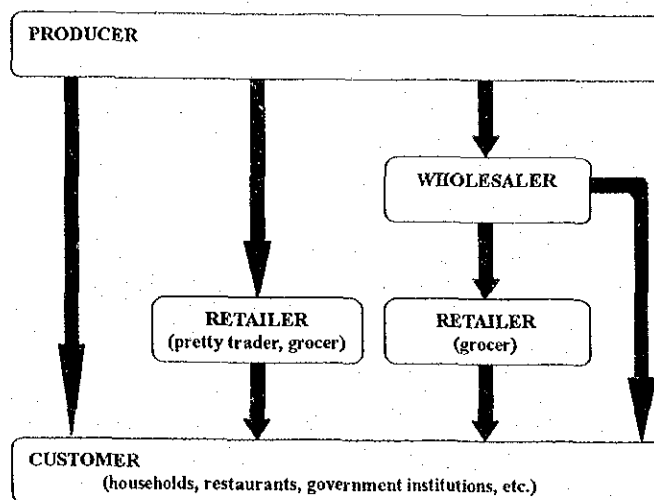 PRODUCER
WHOLESALER
RETAILER
(pretty trader, grocer)
RETAILER
(grocer)
CUSTOMER
(households, restaurants, government institutions, etc.)